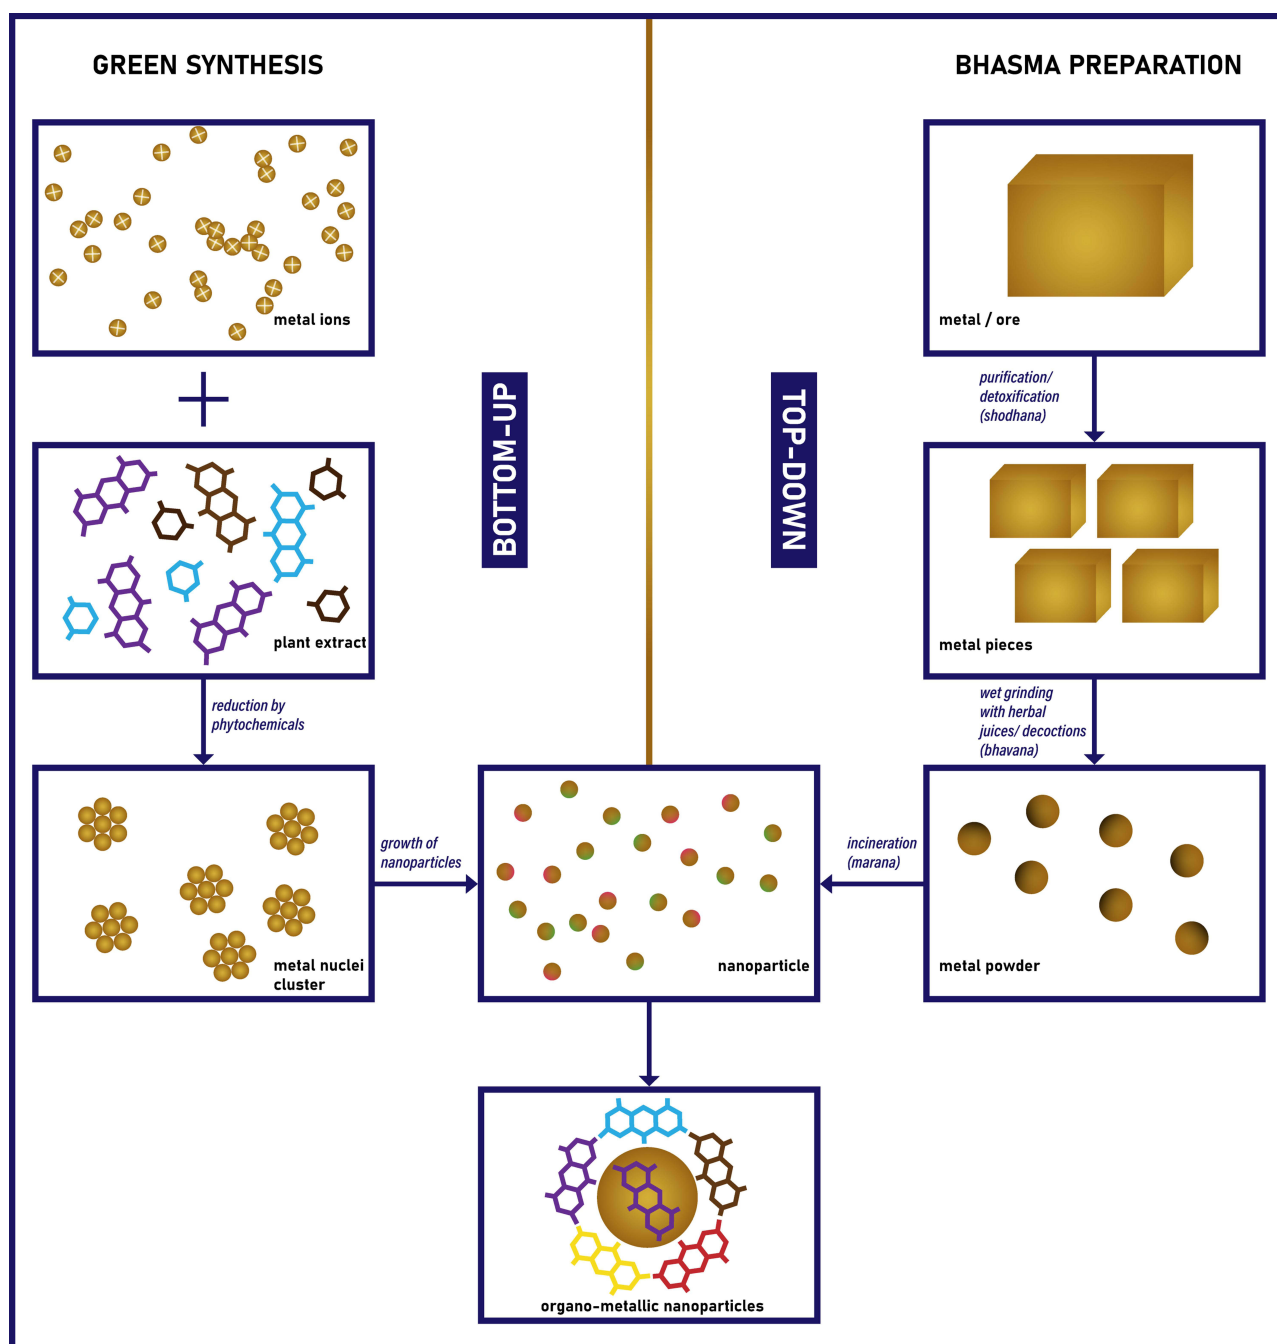 GREEN SYNTHESIS
metal ions
plant extract
reduction by
phytochemicals
metal nuclei
cluster
growth of
nanoparticles
BOTTOM-UP
BHASMA PREPARATION
metal / ore
purification/
detoxification
(shodhana)
metal pieces
wet grinding
with herbal
juices/ decoctions
(bhavana)
metal powder
incineration
(marana)
TOP-DOWN
nanoparticle
organo-metallic nanoparticles